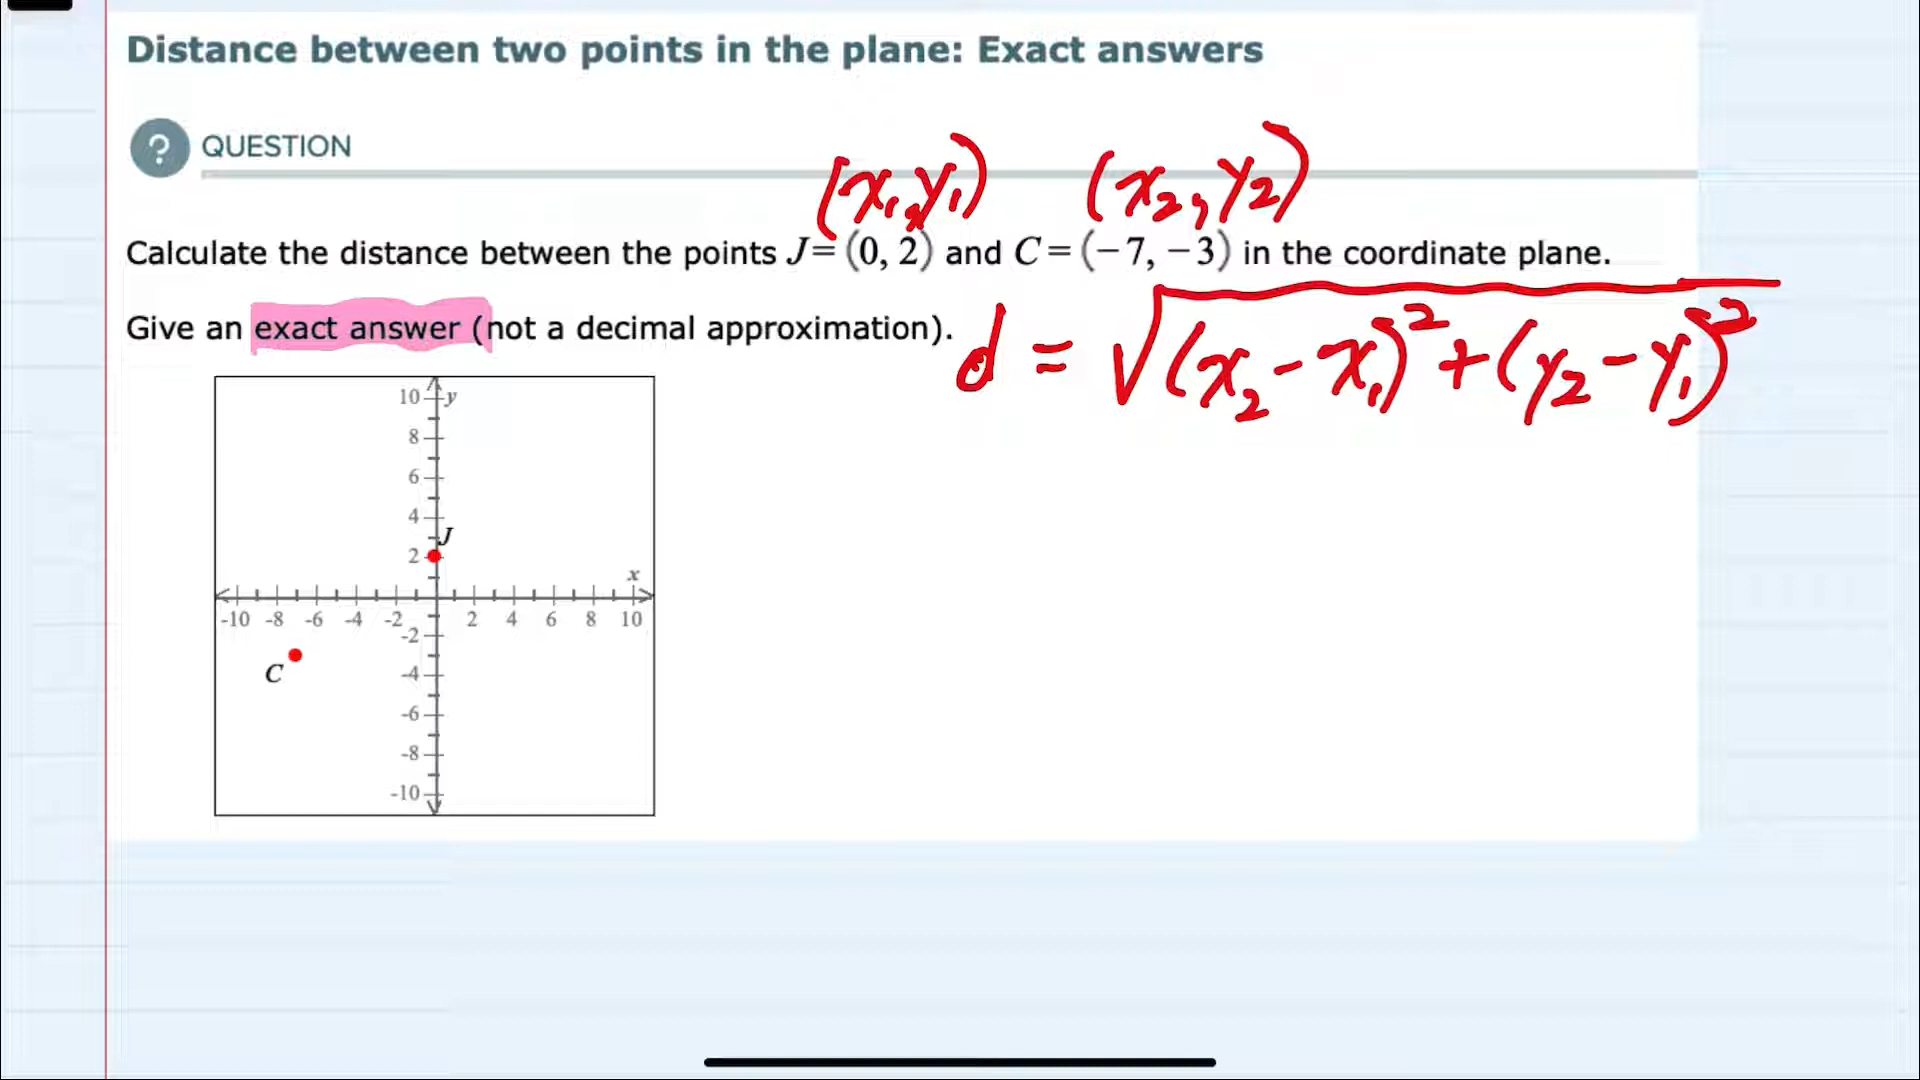 Distance between two points in the plane: Exact answers
? QUESTION
(x₁, y₁) (x₂, y₂)
Calculate the distance between the points J = (0, 2) and C = (−7, −3) in the coordinate plane.
Give an exact answer (not a decimal approximation).
d = √(x₂ − x₁)² + (y₂ − y₁)²
10 y
8
6
4
J
2
x
-10 -8 -6 -4 -2 2 4 6 8 10
-2
C
-4
-6
-8
-10